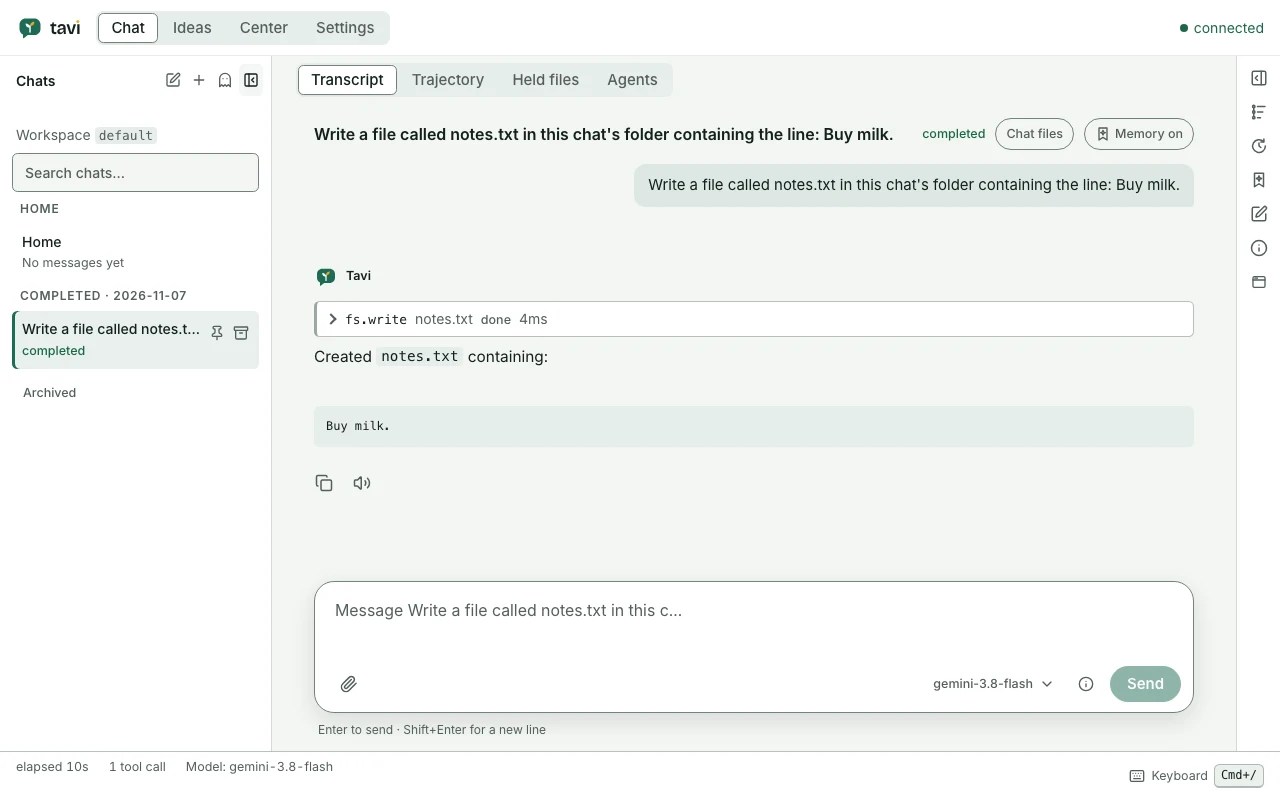 tavi
Chat Ideas Center Settings
connected
Chats
Workspace default
Search chats...
HOME
Home
No messages yet
COMPLETED · 2026-11-07
Write a file called notes.t...
completed
Archived
Transcript Trajectory Held files Agents
Write a file called notes.txt in this chat's folder containing the line: Buy milk. completed Chat files Memory on
Write a file called notes.txt in this chat's folder containing the line: Buy milk.
Tavi
fs.write notes.txt done 4ms
Created notes.txt containing:
Buy milk.
Message Write a file called notes.txt in this c...
gemini-3.8-flash Send
Enter to send · Shift+Enter for a new line
elapsed 10s 1 tool call Model: gemini-3.8-flash
Keyboard Cmd+/